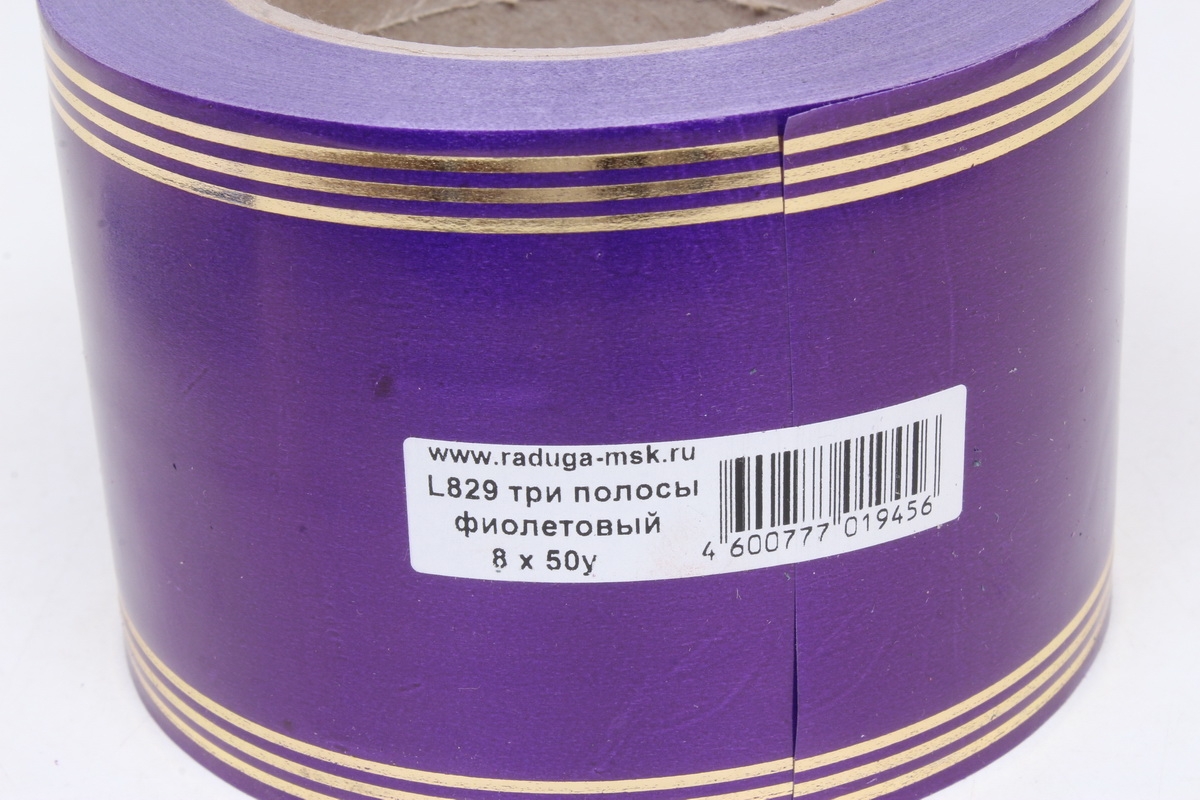 www.raduga-msk.ru
L829 три полосы
фиолетовый
8 x 50y
4 600777 019456